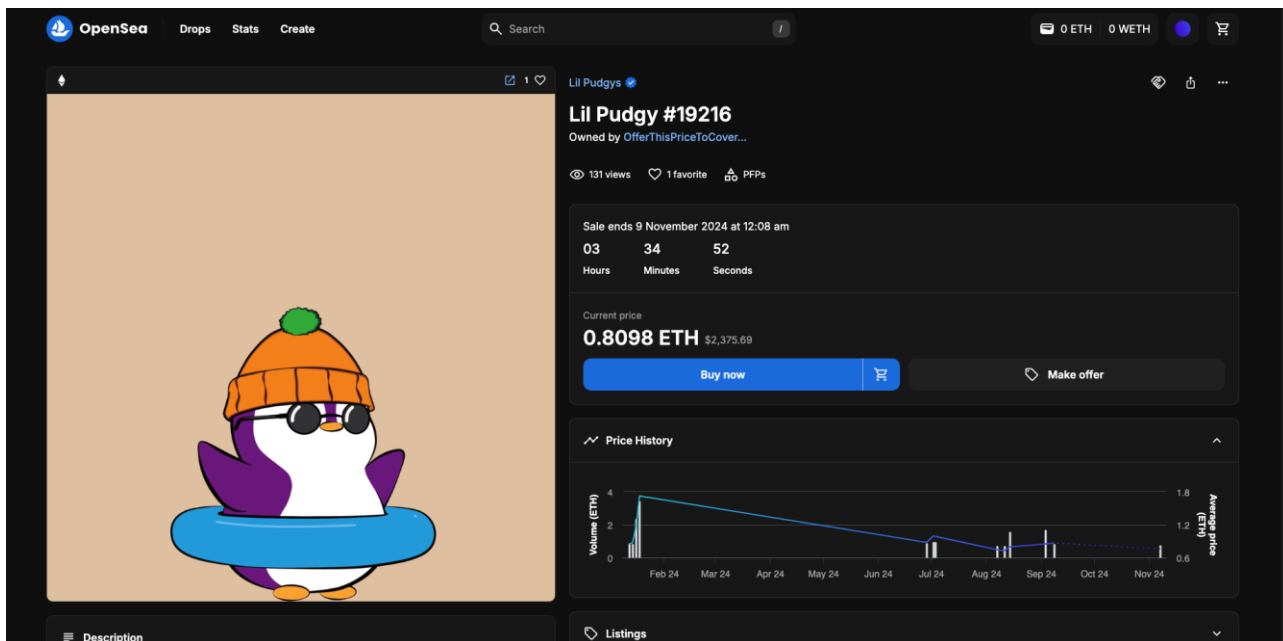 OpenSea Drops Stats Create Search / 0 ETH 0 WETH
1
Lil Pudgys
Lil Pudgy #19216
Owned by OfferThisPriceToCover...
131 views 1 favorite PFPs
Sale ends 9 November 2024 at 12:08 am
03 34 52
Hours Minutes Seconds
Current price
0.8098 ETH $2,375.69
Buy now Make offer
Price History
Volume (ETH)
4
2
0
1.8
1.2
0.6
Average price
(ETH)
Feb 24 Mar 24 Apr 24 May 24 Jun 24 Jul 24 Aug 24 Sep 24 Oct 24 Nov 24
Description
Listings